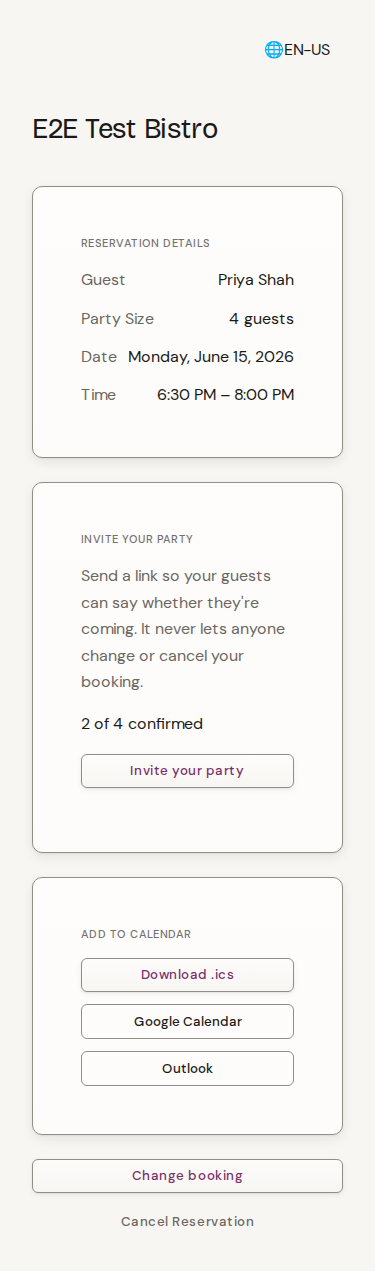 🌐EN-US
E2E Test Bistro
RESERVATION DETAILS
Guest Priya Shah
Party Size 4 guests
Date Monday, June 15, 2026
Time 6:30 PM – 8:00 PM
INVITE YOUR PARTY
Send a link so your guests
can say whether they're
coming. It never lets anyone
change or cancel your
booking.
2 of 4 confirmed
Invite your party
ADD TO CALENDAR
Download .ics
Google Calendar
Outlook
Change booking
Cancel Reservation